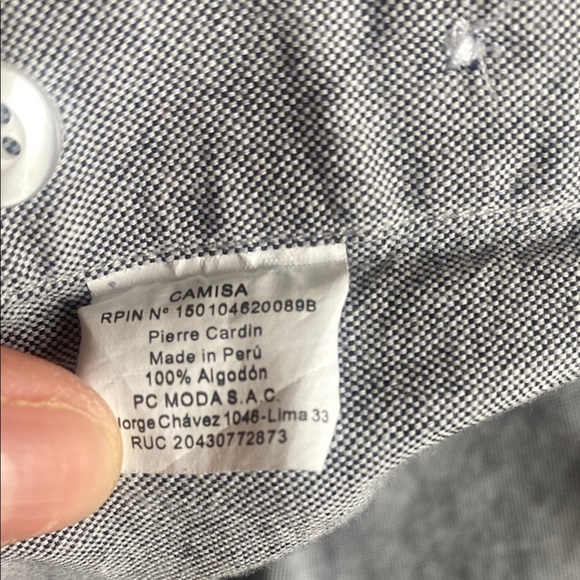 CAMISA
RPIN Nº 150104620089B
Pierre Cardin
Made in Perú
100% Algodón
PC MODA S.A.C.
Jorge Chávez 1046-Lima 33
RUC 20430772873